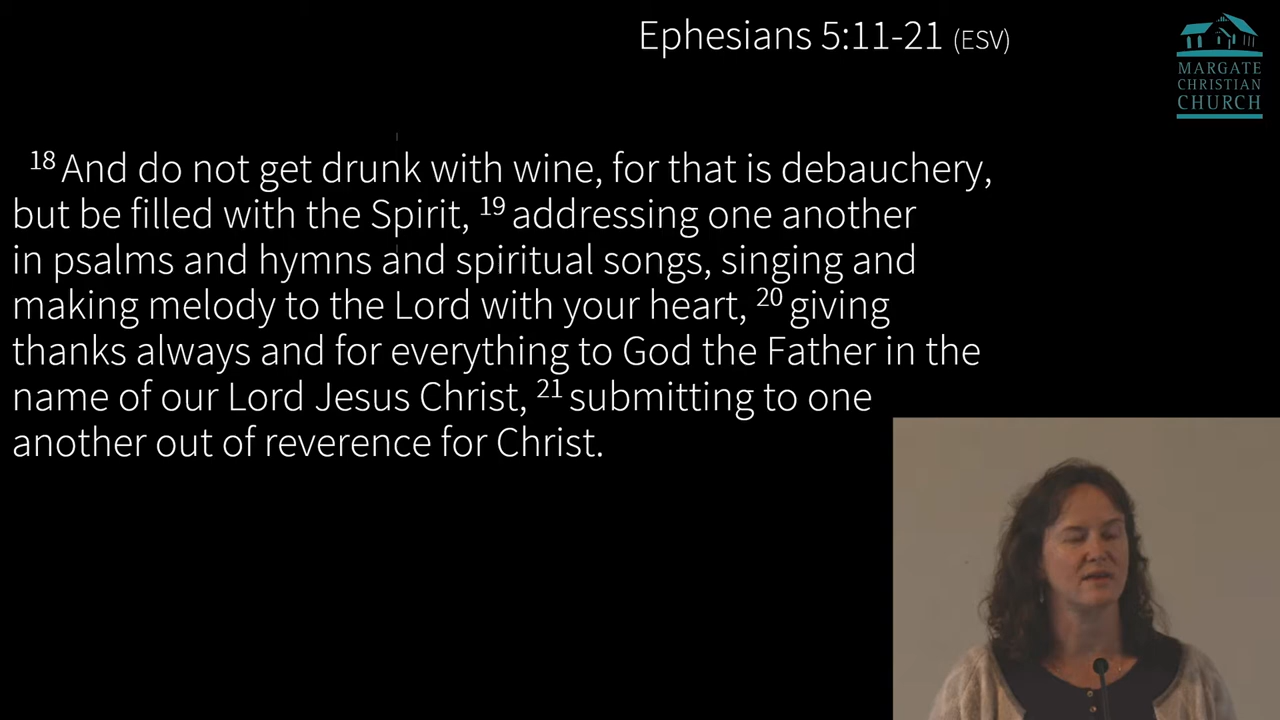 Ephesians 5:11-21 (ESV)
MARGATE
CHRISTIAN
CHURCH
18 And do not get drunk with wine, for that is debauchery,
but be filled with the Spirit, 19 addressing one another
in psalms and hymns and spiritual songs, singing and
making melody to the Lord with your heart, 20 giving
thanks always and for everything to God the Father in the
name of our Lord Jesus Christ, 21 submitting to one
another out of reverence for Christ.